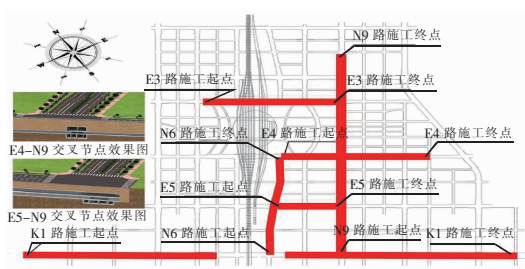 N9 路施工终点
E3 路施工起点
E3 路施工终点
N6 路施工终点
E4 路施工起点
E4 路施工终点
E4-N9 交叉节点效果图
E5 路施工起点
E5 路施工终点
E5-N9 交叉节点效果图
K1 路施工起点
N6 路施工起点
N9 路施工起点
K1 路施工终点